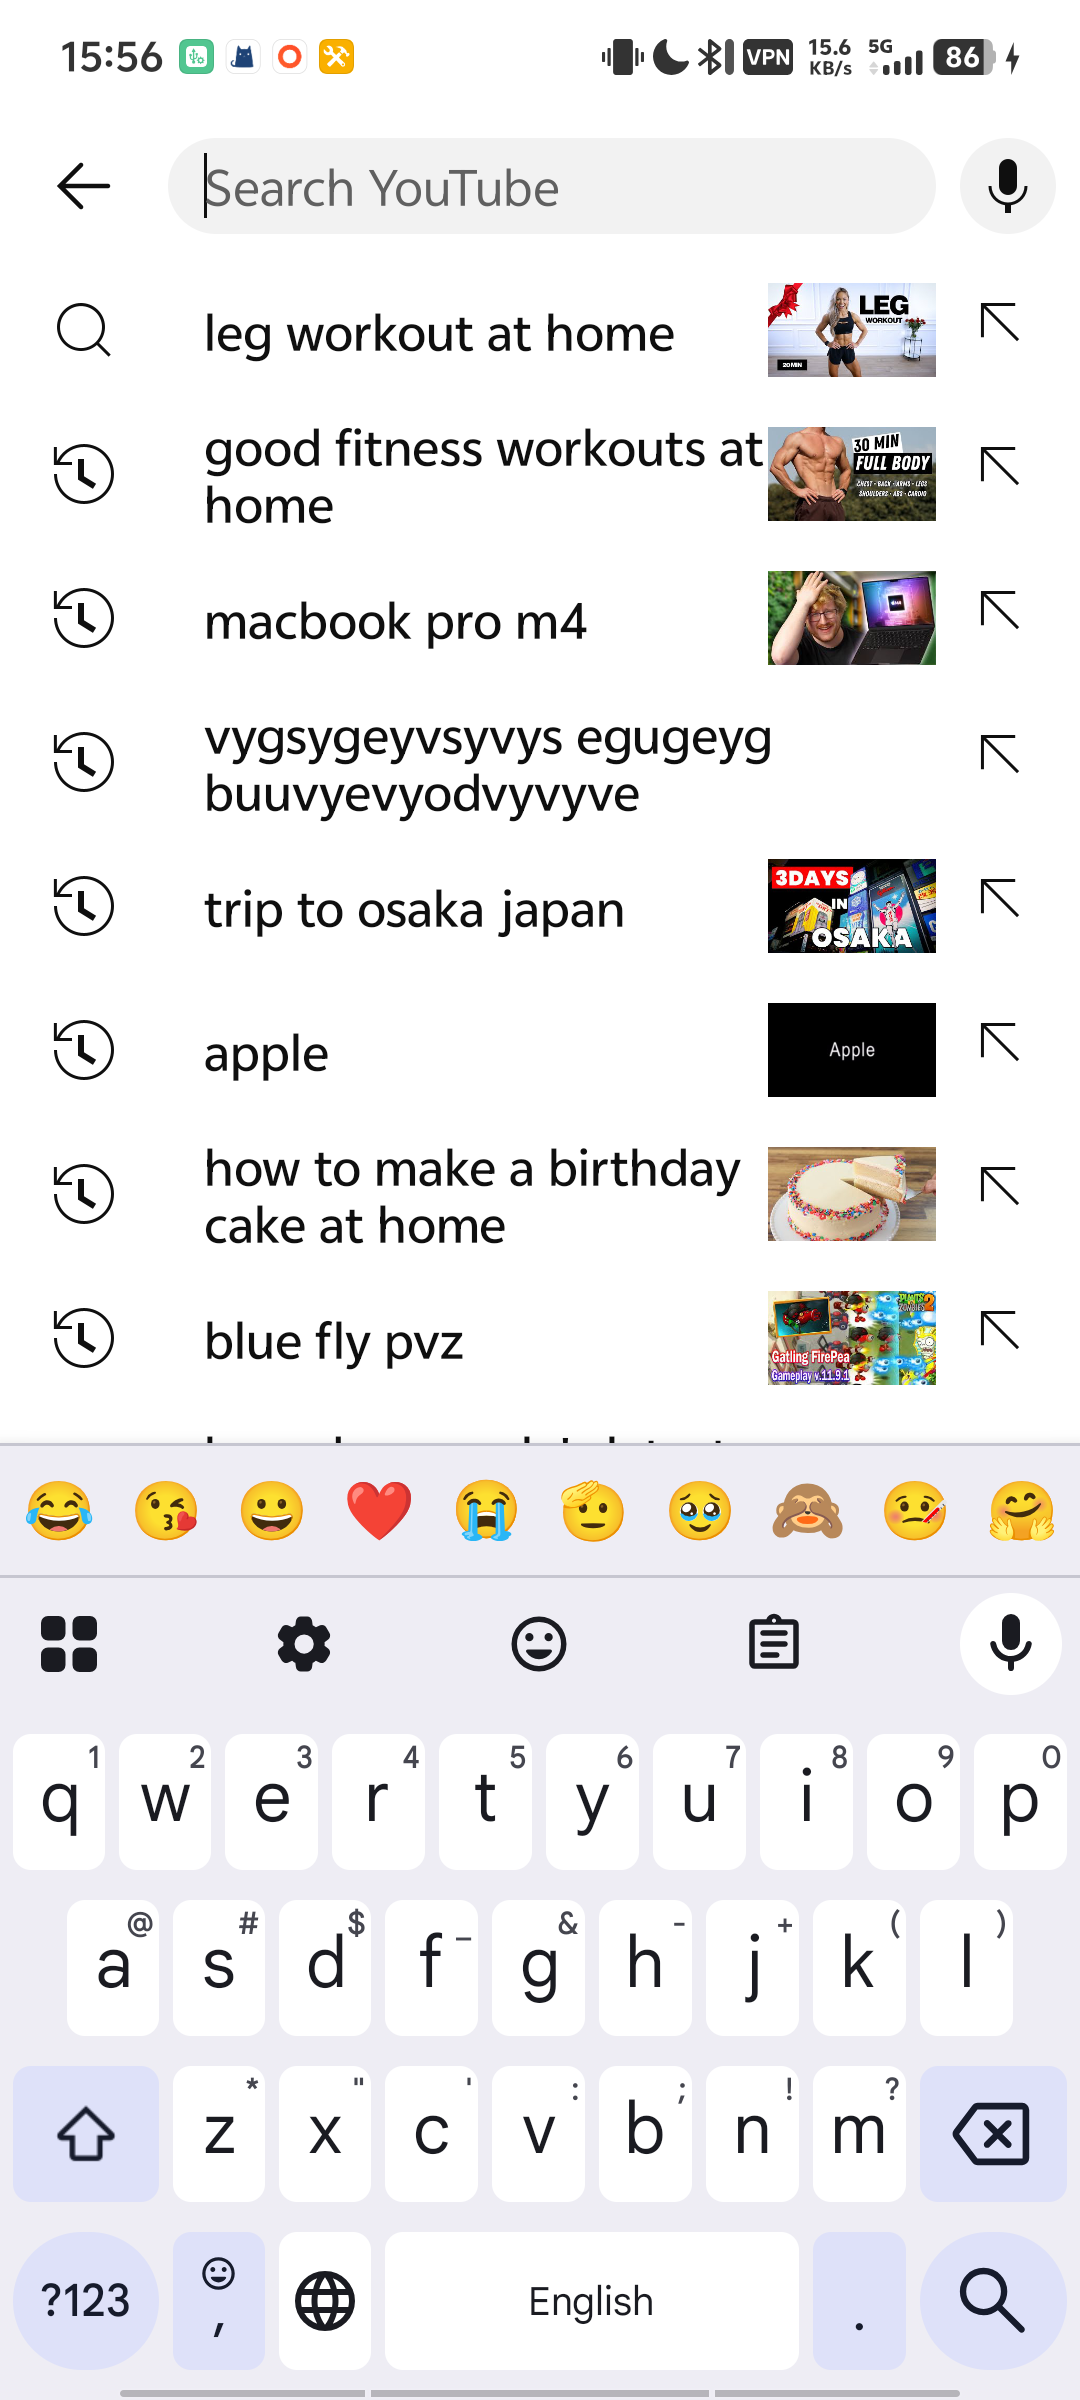 15:56
VPN
15.6
KB/s
5G
86
Search YouTube
leg workout at home
LEG
WORKOUT
20 MIN
good fitness workouts at
home
30 MIN
FULL BODY
CHEST - BACK - ARMS - LEGS
SHOULDERS - ABS - CARDIO
macbook pro m4
vygsygeyvsyvys egugeyg
buuvyevyodvyvyve
trip to osaka japan
3DAYS
IN
OSAKA
apple
Apple
how to make a birthday
cake at home
blue fly pvz
PLANTS
ZOMBIES 2
Gatling FirePea
Gameplay v.11.9.1
q 1 w 2 e 3 r 4 t 5 y 6 u 7 i 8 o 9 p 0
a @ s # d $ f _ g & h - j + k ( l )
z * x " c ' v : b ; n ! m ?
?123 , English .